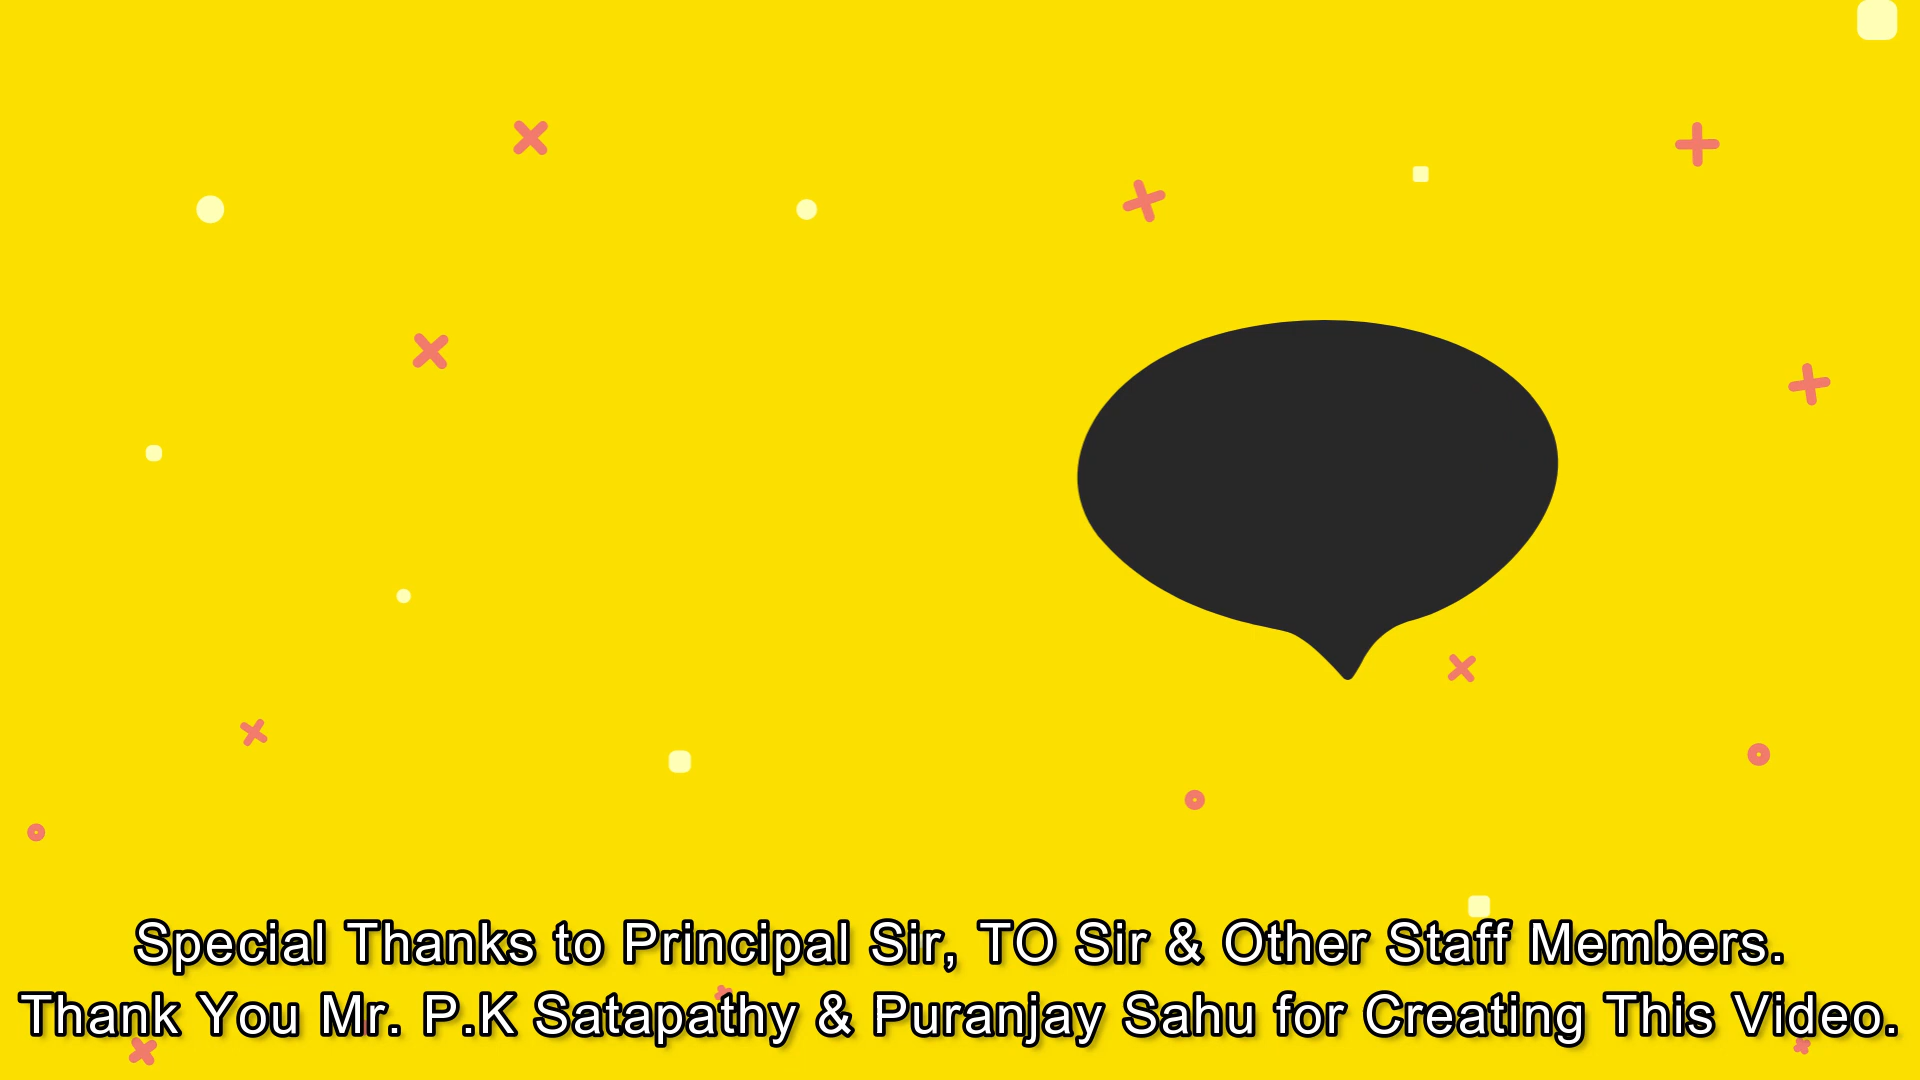 Special Thanks to Principal Sir, TO Sir & Other Staff Members.
Thank You Mr. P.K Satapathy & Puranjay Sahu for Creating This Video.